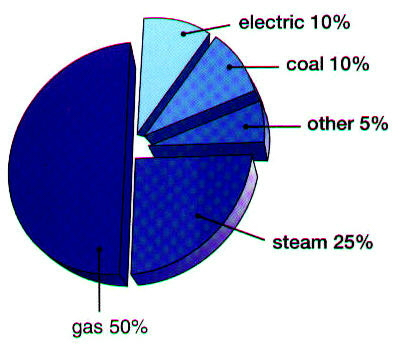 electric 10%
coal 10%
other 5%
steam 25%
gas 50%